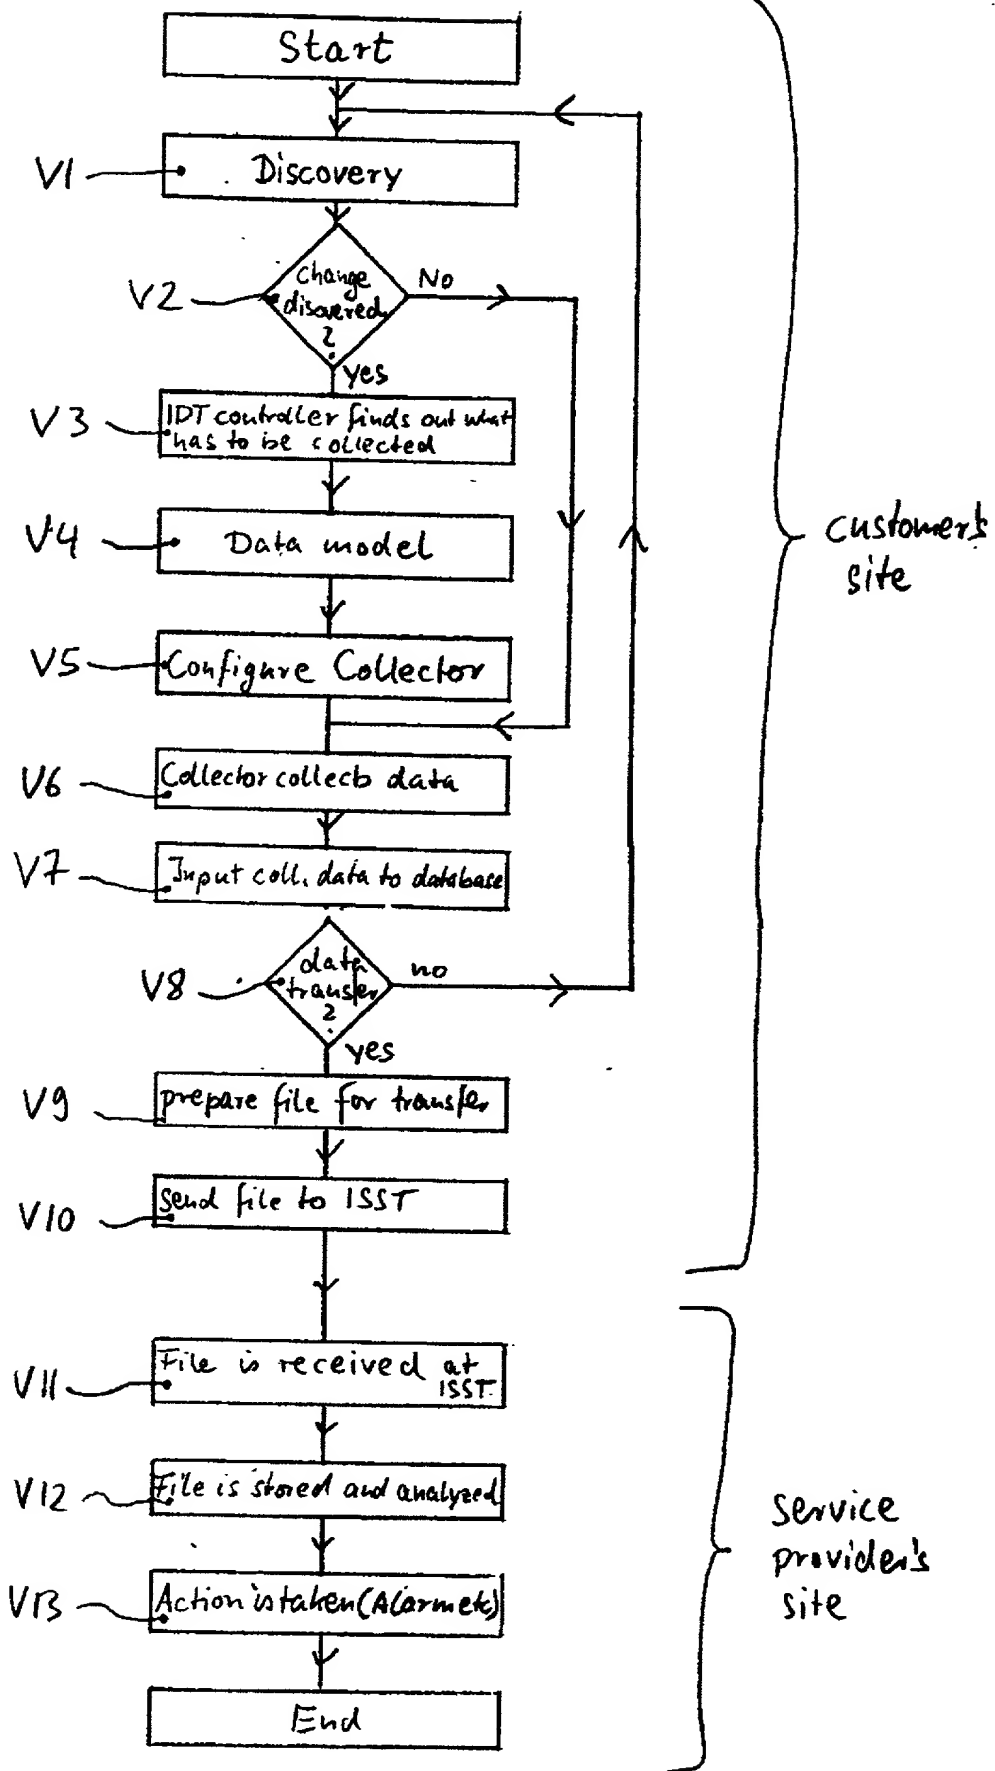 Start
V1
Discovery
V2
change
disovered
?
No
yes
V3
IDT controller finds out what
has to be collected
V4
Data model
customer's
site
V5
Configure Collector
V6
Collector collects data
V7
Input coll. data to database
V8
data
transfer
?
no
yes
V9
prepare file for transfer
V10
send file to ISST
V11
File is received at
ISST
V12
File is stored and analyzed
service
provider's
site
V13
Action is taken (Alarm etc)
End